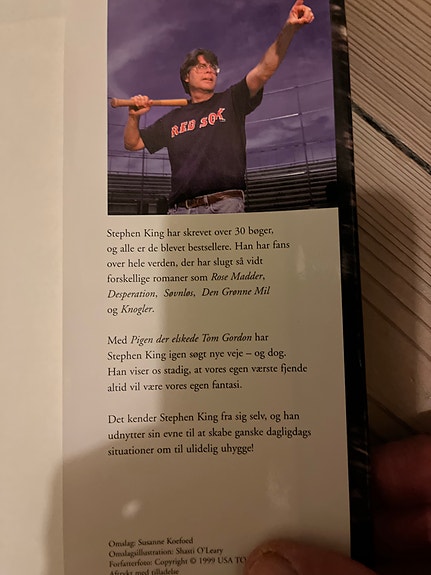 RED SOX
Stephen King har skrevet over 30 bøger,
og alle er de blevet bestsellere. Han har fans
over hele verden, der har slugt så vidt
forskellige romaner som Rose Madder,
Desperation, Søvnløs, Den Grønne Mil
og Knogler.
Med Pigen der elskede Tom Gordon har
Stephen King igen søgt nye veje – og dog.
Han viser os stadig, at vores egen værste fjende
altid vil være vores egen fantasi.
Det kender Stephen King fra sig selv, og han
udnytter sin evne til at skabe ganske dagligdags
situationer om til ulidelig uhygge!
Omslag: Susanne Koefoed
Omslagsillustration: Shasti O'Leary
Forfatterfoto: Copyright © 1999 USA TO
Aftrykt med tilladelse